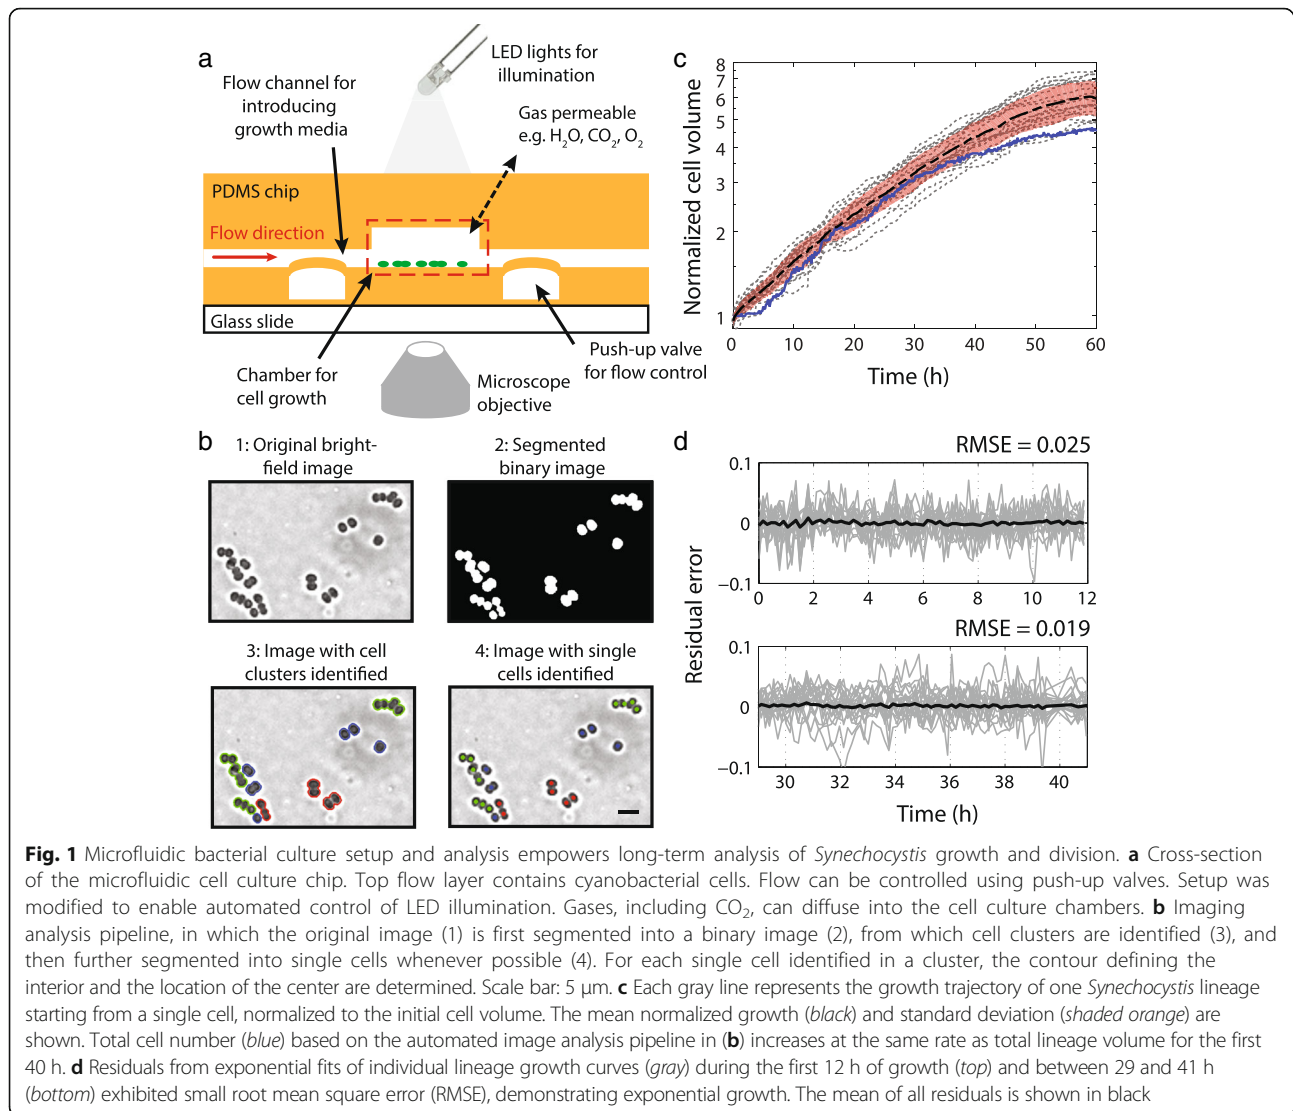 a
LED lights for
illumination
Flow channel for
introducing
growth media
Gas permeable
e.g. H₂O, CO₂, O₂
PDMS chip
Flow direction
Glass slide
Chamber for
cell growth
Microscope
objective
Push-up valve
for flow control
b
1: Original bright-
field image
2: Segmented
binary image
3: Image with cell
clusters identified
4: Image with single
cells identified
c
Normalized cell volume
8
7
6
5
4
3
2
1
0 10 20 30 40 50 60
Time (h)
d
RMSE = 0.025
Residual error
0.1
0
−0.1
0 2 4 6 8 10 12
RMSE = 0.019
0.1
0
−0.1
30 32 34 36 38 40
Time (h)
Fig. 1 Microfluidic bacterial culture setup and analysis empowers long-term analysis of Synechocystis growth and division. a Cross-section
of the microfluidic cell culture chip. Top flow layer contains cyanobacterial cells. Flow can be controlled using push-up valves. Setup was
modified to enable automated control of LED illumination. Gases, including CO₂, can diffuse into the cell culture chambers. b Imaging
analysis pipeline, in which the original image (1) is first segmented into a binary image (2), from which cell clusters are identified (3), and
then further segmented into single cells whenever possible (4). For each single cell identified in a cluster, the contour defining the
interior and the location of the center are determined. Scale bar: 5 μm. c Each gray line represents the growth trajectory of one Synechocystis lineage
starting from a single cell, normalized to the initial cell volume. The mean normalized growth (black) and standard deviation (shaded orange) are
shown. Total cell number (blue) based on the automated image analysis pipeline in (b) increases at the same rate as total lineage volume for the first
40 h. d Residuals from exponential fits of individual lineage growth curves (gray) during the first 12 h of growth (top) and between 29 and 41 h
(bottom) exhibited small root mean square error (RMSE), demonstrating exponential growth. The mean of all residuals is shown in black